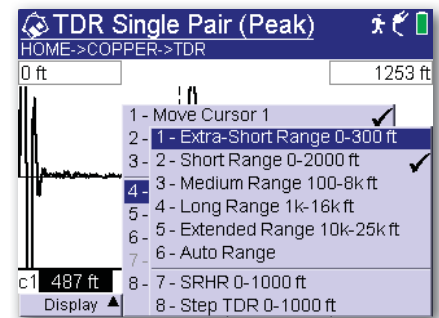 TDR Single Pair (Peak)
HOME->COPPER->TDR
0 ft 1253 ft
1 - Move Cursor 1
2 - 1 - Extra-Short Range 0-300 ft
3 - 2 - Short Range 0-2000 ft
4 - 3 - Medium Range 100-8k ft
5 - 4 - Long Range 1k-16k ft
6 - 5 - Extended Range 10k-25k ft
7 - 6 - Auto Range
8 - 7 - SRHR 0-1000 ft
8 - Step TDR 0-1000 ft
c1 487 ft
Display